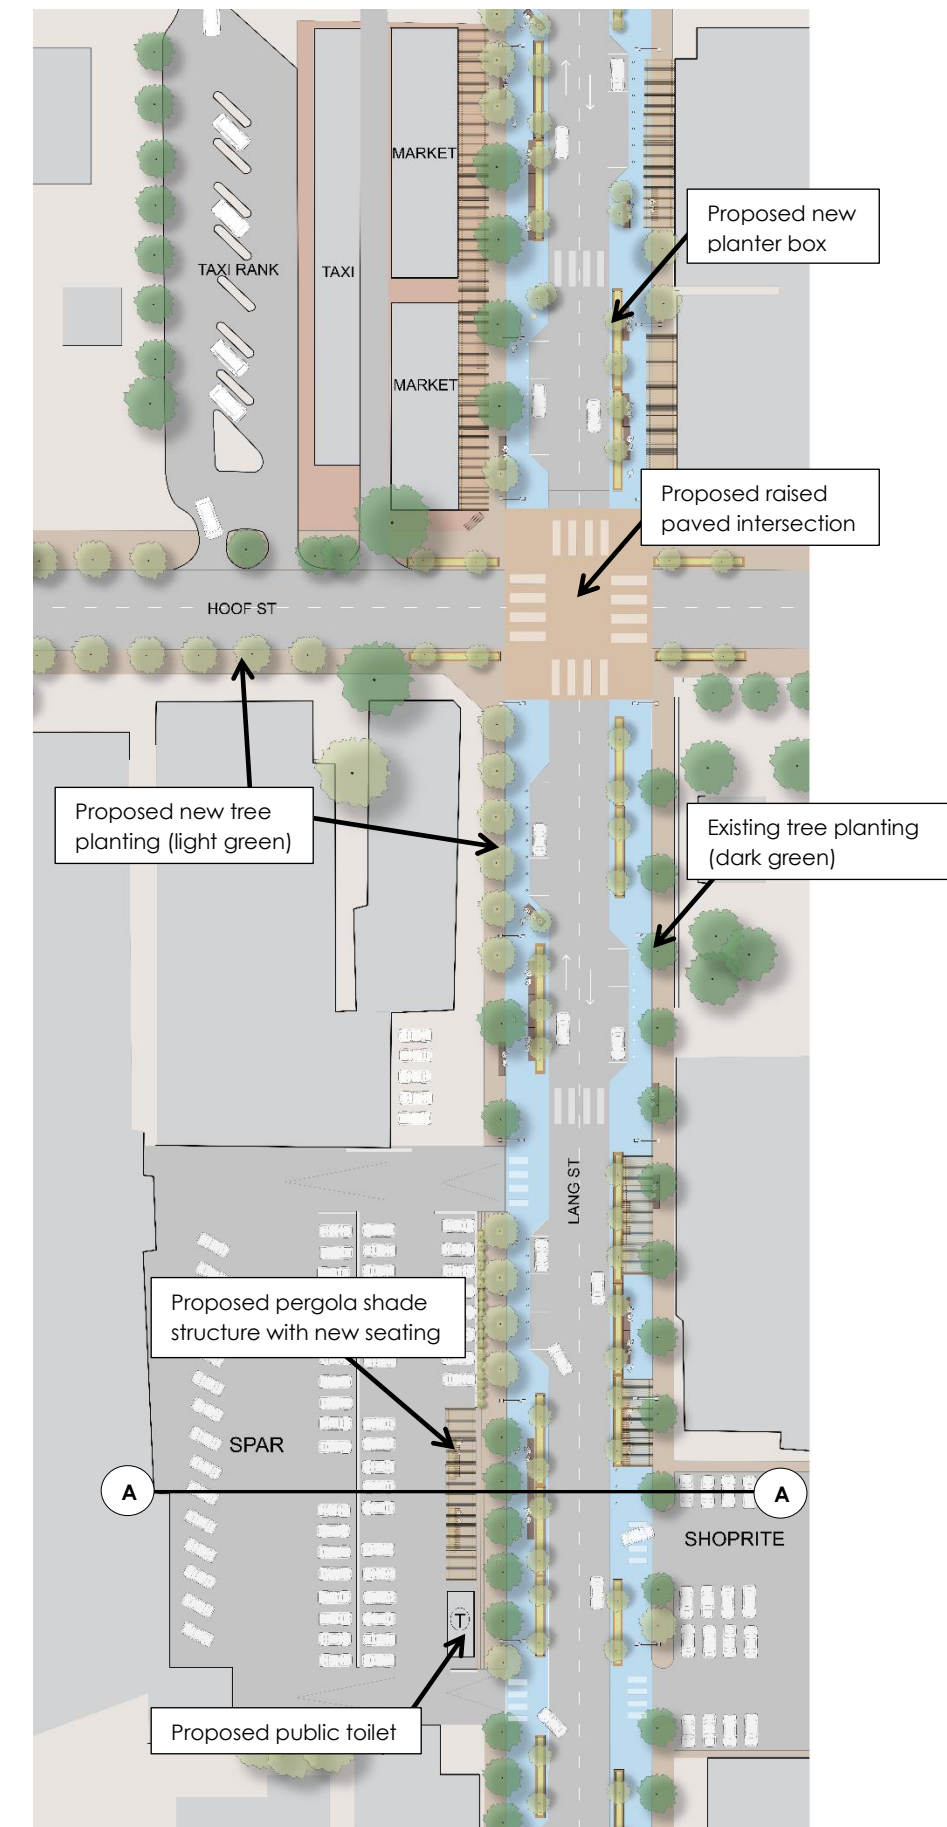 MARKET
Proposed new
planter box
TAXI RANK
TAXI
MARKET
Proposed raised
paved intersection
HOOF ST
Proposed new tree
planting (light green)
Existing tree planting
(dark green)
LANG ST
Proposed pergola shade
structure with new seating
SPAR
A
A
SHOPRITE
T
Proposed public toilet